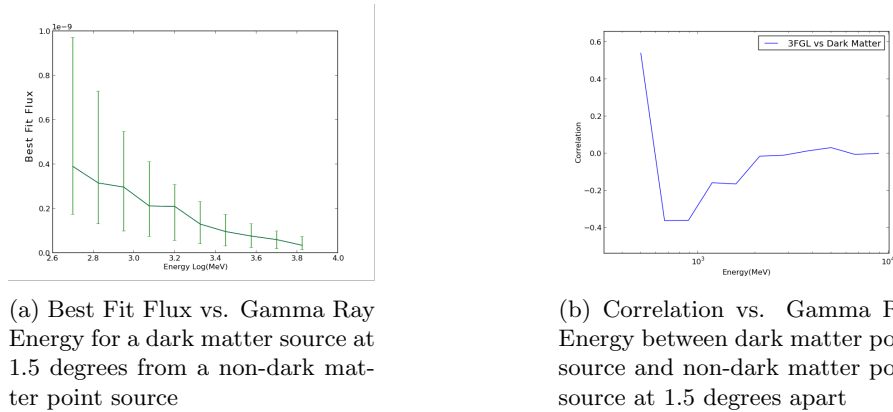 1e−9
1.0
0.8
0.6
0.4
0.2
0.0
Best Fit Flux
2.6 2.8 3.0 3.2 3.4 3.6 3.8 4.0
Energy Log(MeV)
0.6
0.4
0.2
0.0
−0.2
−0.4
Correlation
3FGL vs Dark Matter
10³ 10⁴
Energy(MeV)
(a) Best Fit Flux vs. Gamma Ray
Energy for a dark matter source at
1.5 degrees from a non-dark mat-
ter point source
(b) Correlation vs. Gamma R
Energy between dark matter po
source and non-dark matter po
source at 1.5 degrees apart